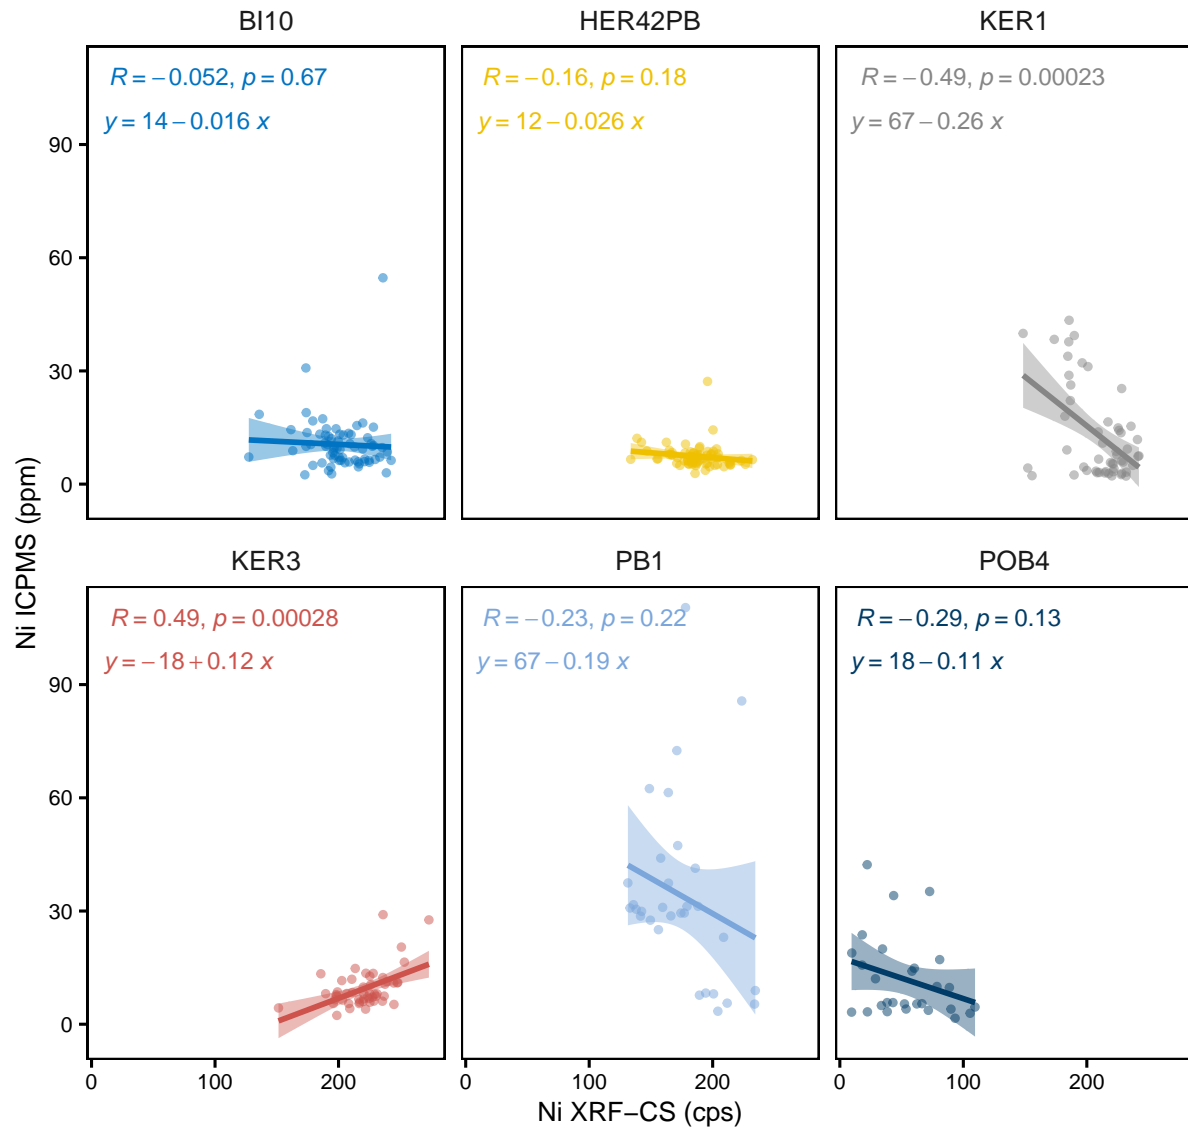 BI10 HER42PB KER1
R = −0.052, p = 0.67 R = −0.16, p = 0.18 R = −0.49, p = 0.00023
y = 14 − 0.016 x y = 12 − 0.026 x y = 67 − 0.26 x
90
60
30
0
Ni ICPMS (ppm)
KER3 PB1 POB4
R = 0.49, p = 0.00028 R = −0.23, p = 0.22 R = −0.29, p = 0.13
y = −18 + 0.12 x y = 67 − 0.19 x y = 18 − 0.11 x
90
60
30
0
0 100 200 0 100 200 0 100 200
Ni XRF−CS (cps)